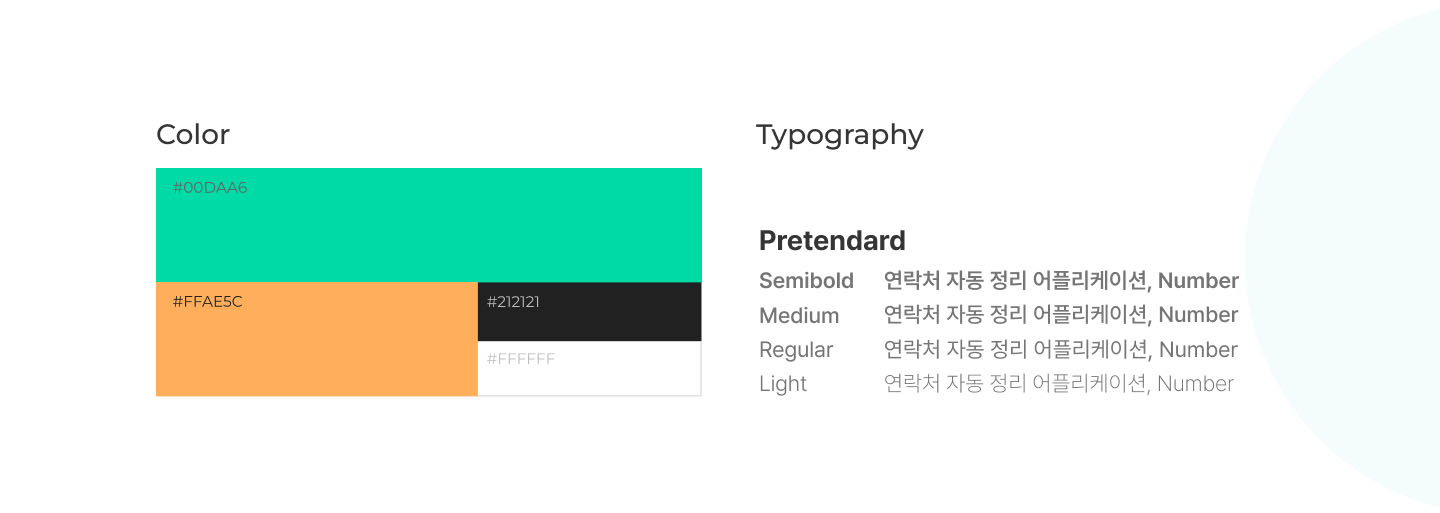 Color
#00DAA6
#FFAE5C
#212121
#FFFFFF
Typography
Pretendard
Semibold 연락처 자동 정리 어플리케이션, Number
Medium 연락처 자동 정리 어플리케이션, Number
Regular 연락처 자동 정리 어플리케이션, Number
Light 연락처 자동 정리 어플리케이션, Number